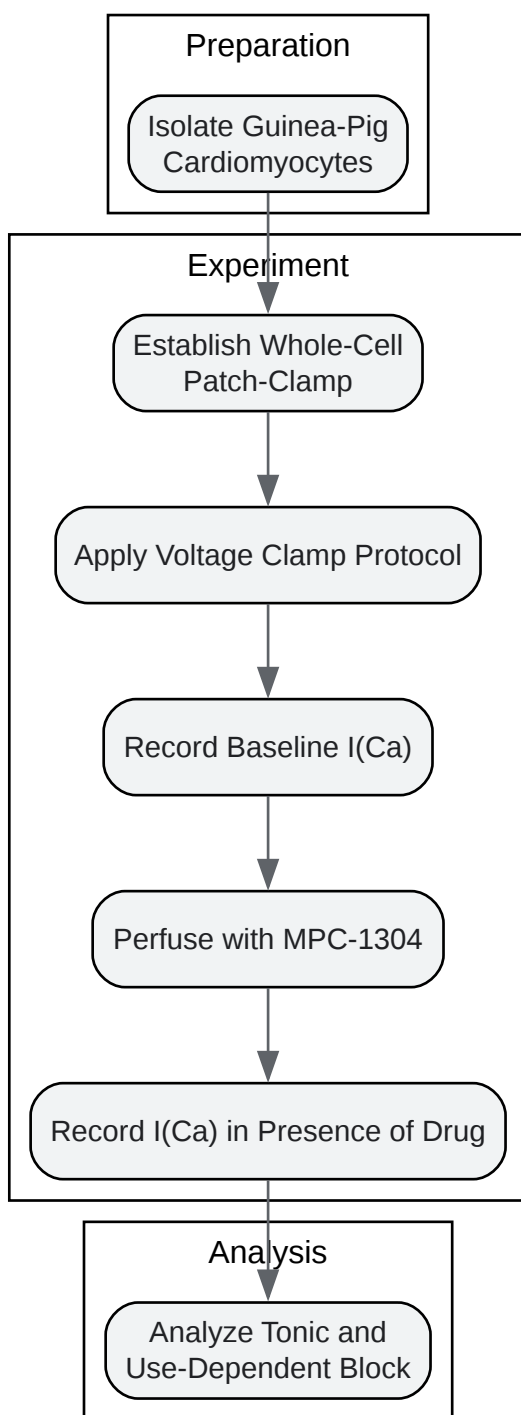 Preparation
Isolate Guinea-Pig
Cardiomyocytes
Experiment
Establish Whole-Cell
Patch-Clamp
Apply Voltage Clamp Protocol
Record Baseline I(Ca)
Perfuse with MPC-1304
Record I(Ca) in Presence of Drug
Analysis
Analyze Tonic and
Use-Dependent Block